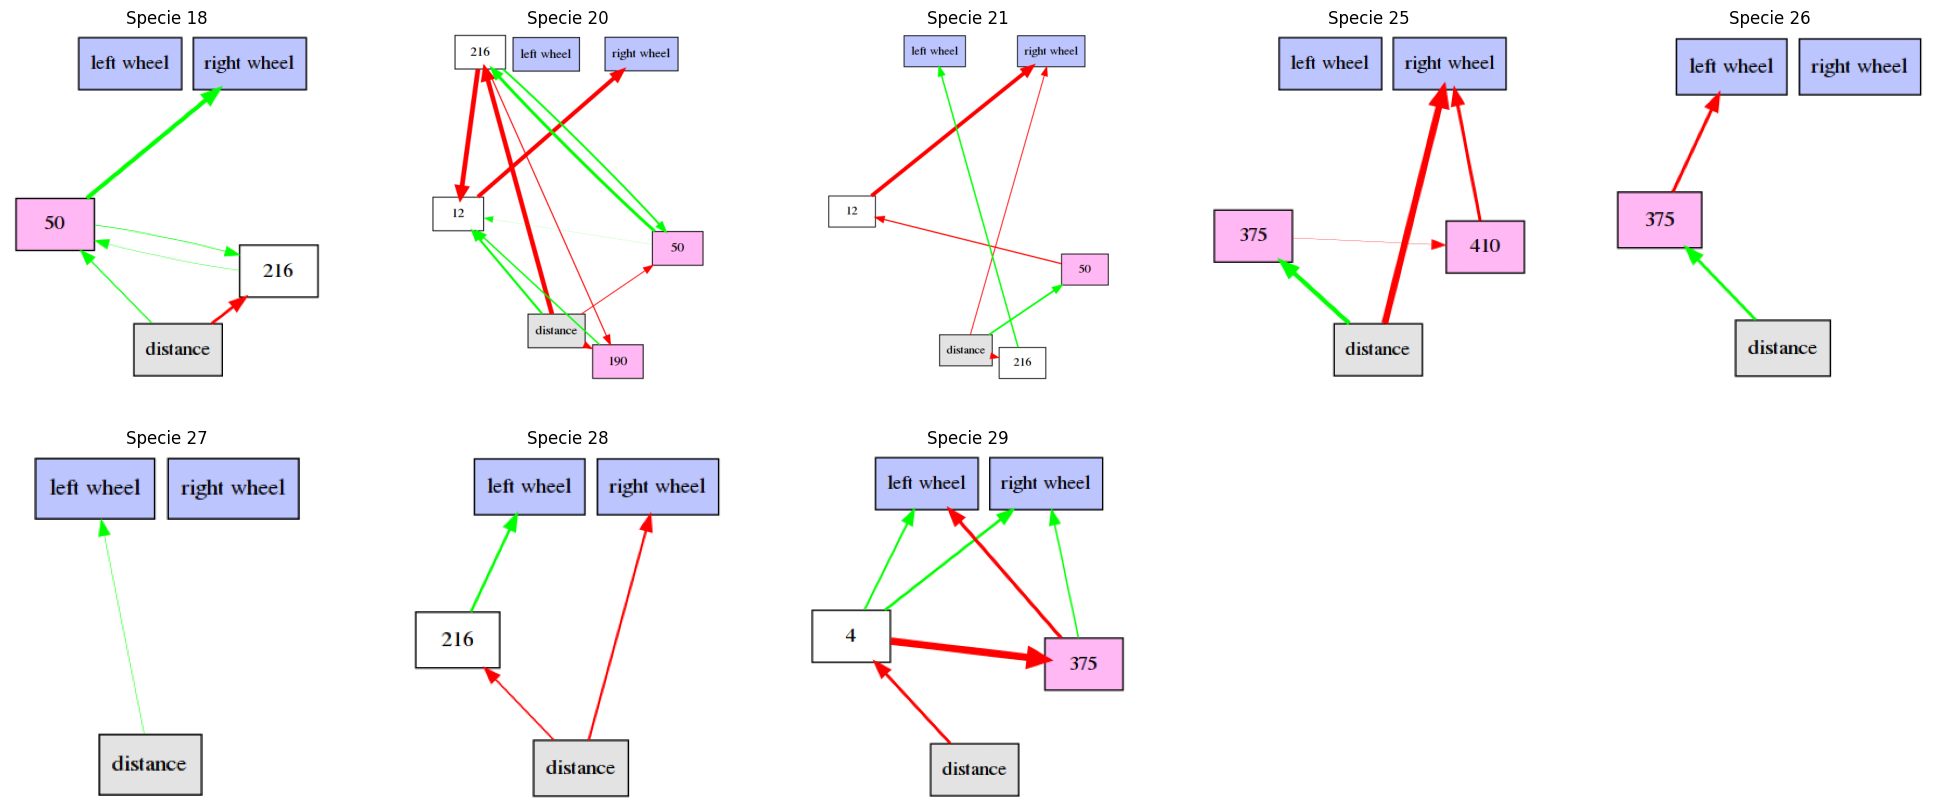 Specie 18
left wheel
right wheel
50
216
distance
Specie 20
216
left wheel
right wheel
12
50
distance
190
Specie 21
left wheel
right wheel
12
50
distance
216
Specie 25
left wheel
right wheel
375
410
distance
Specie 26
left wheel
right wheel
375
distance
Specie 27
left wheel
right wheel
distance
Specie 28
left wheel
right wheel
216
distance
Specie 29
left wheel
right wheel
4
375
distance